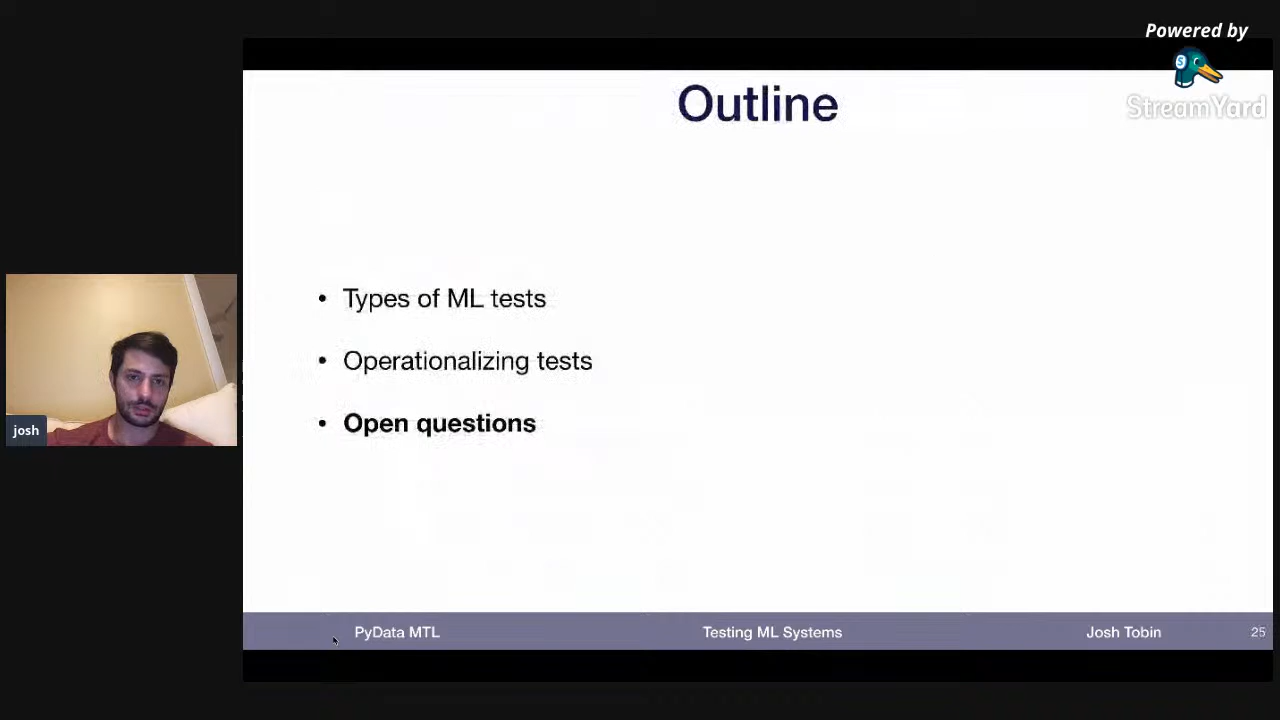 Powered by
StreamYard
Outline
• Types of ML tests
• Operationalizing tests
• Open questions
josh
PyData MTL
Testing ML Systems
Josh Tobin
25